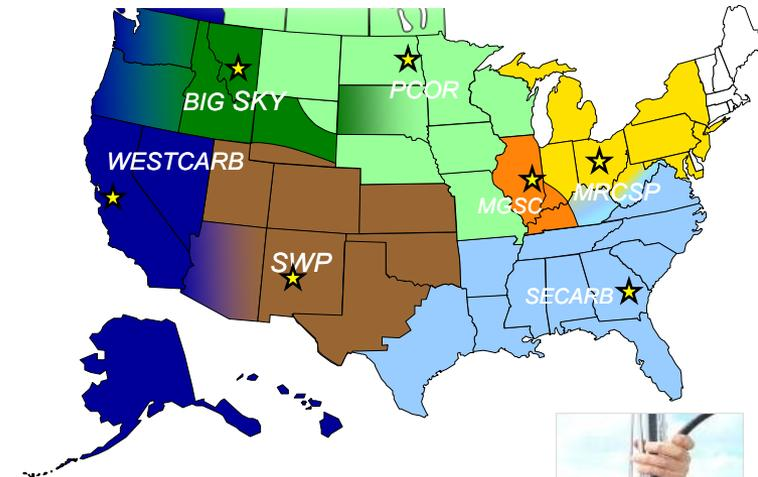 BIG SKY
PCOR
WESTCARB
MGSC
MRCSP
SWP
SECARB